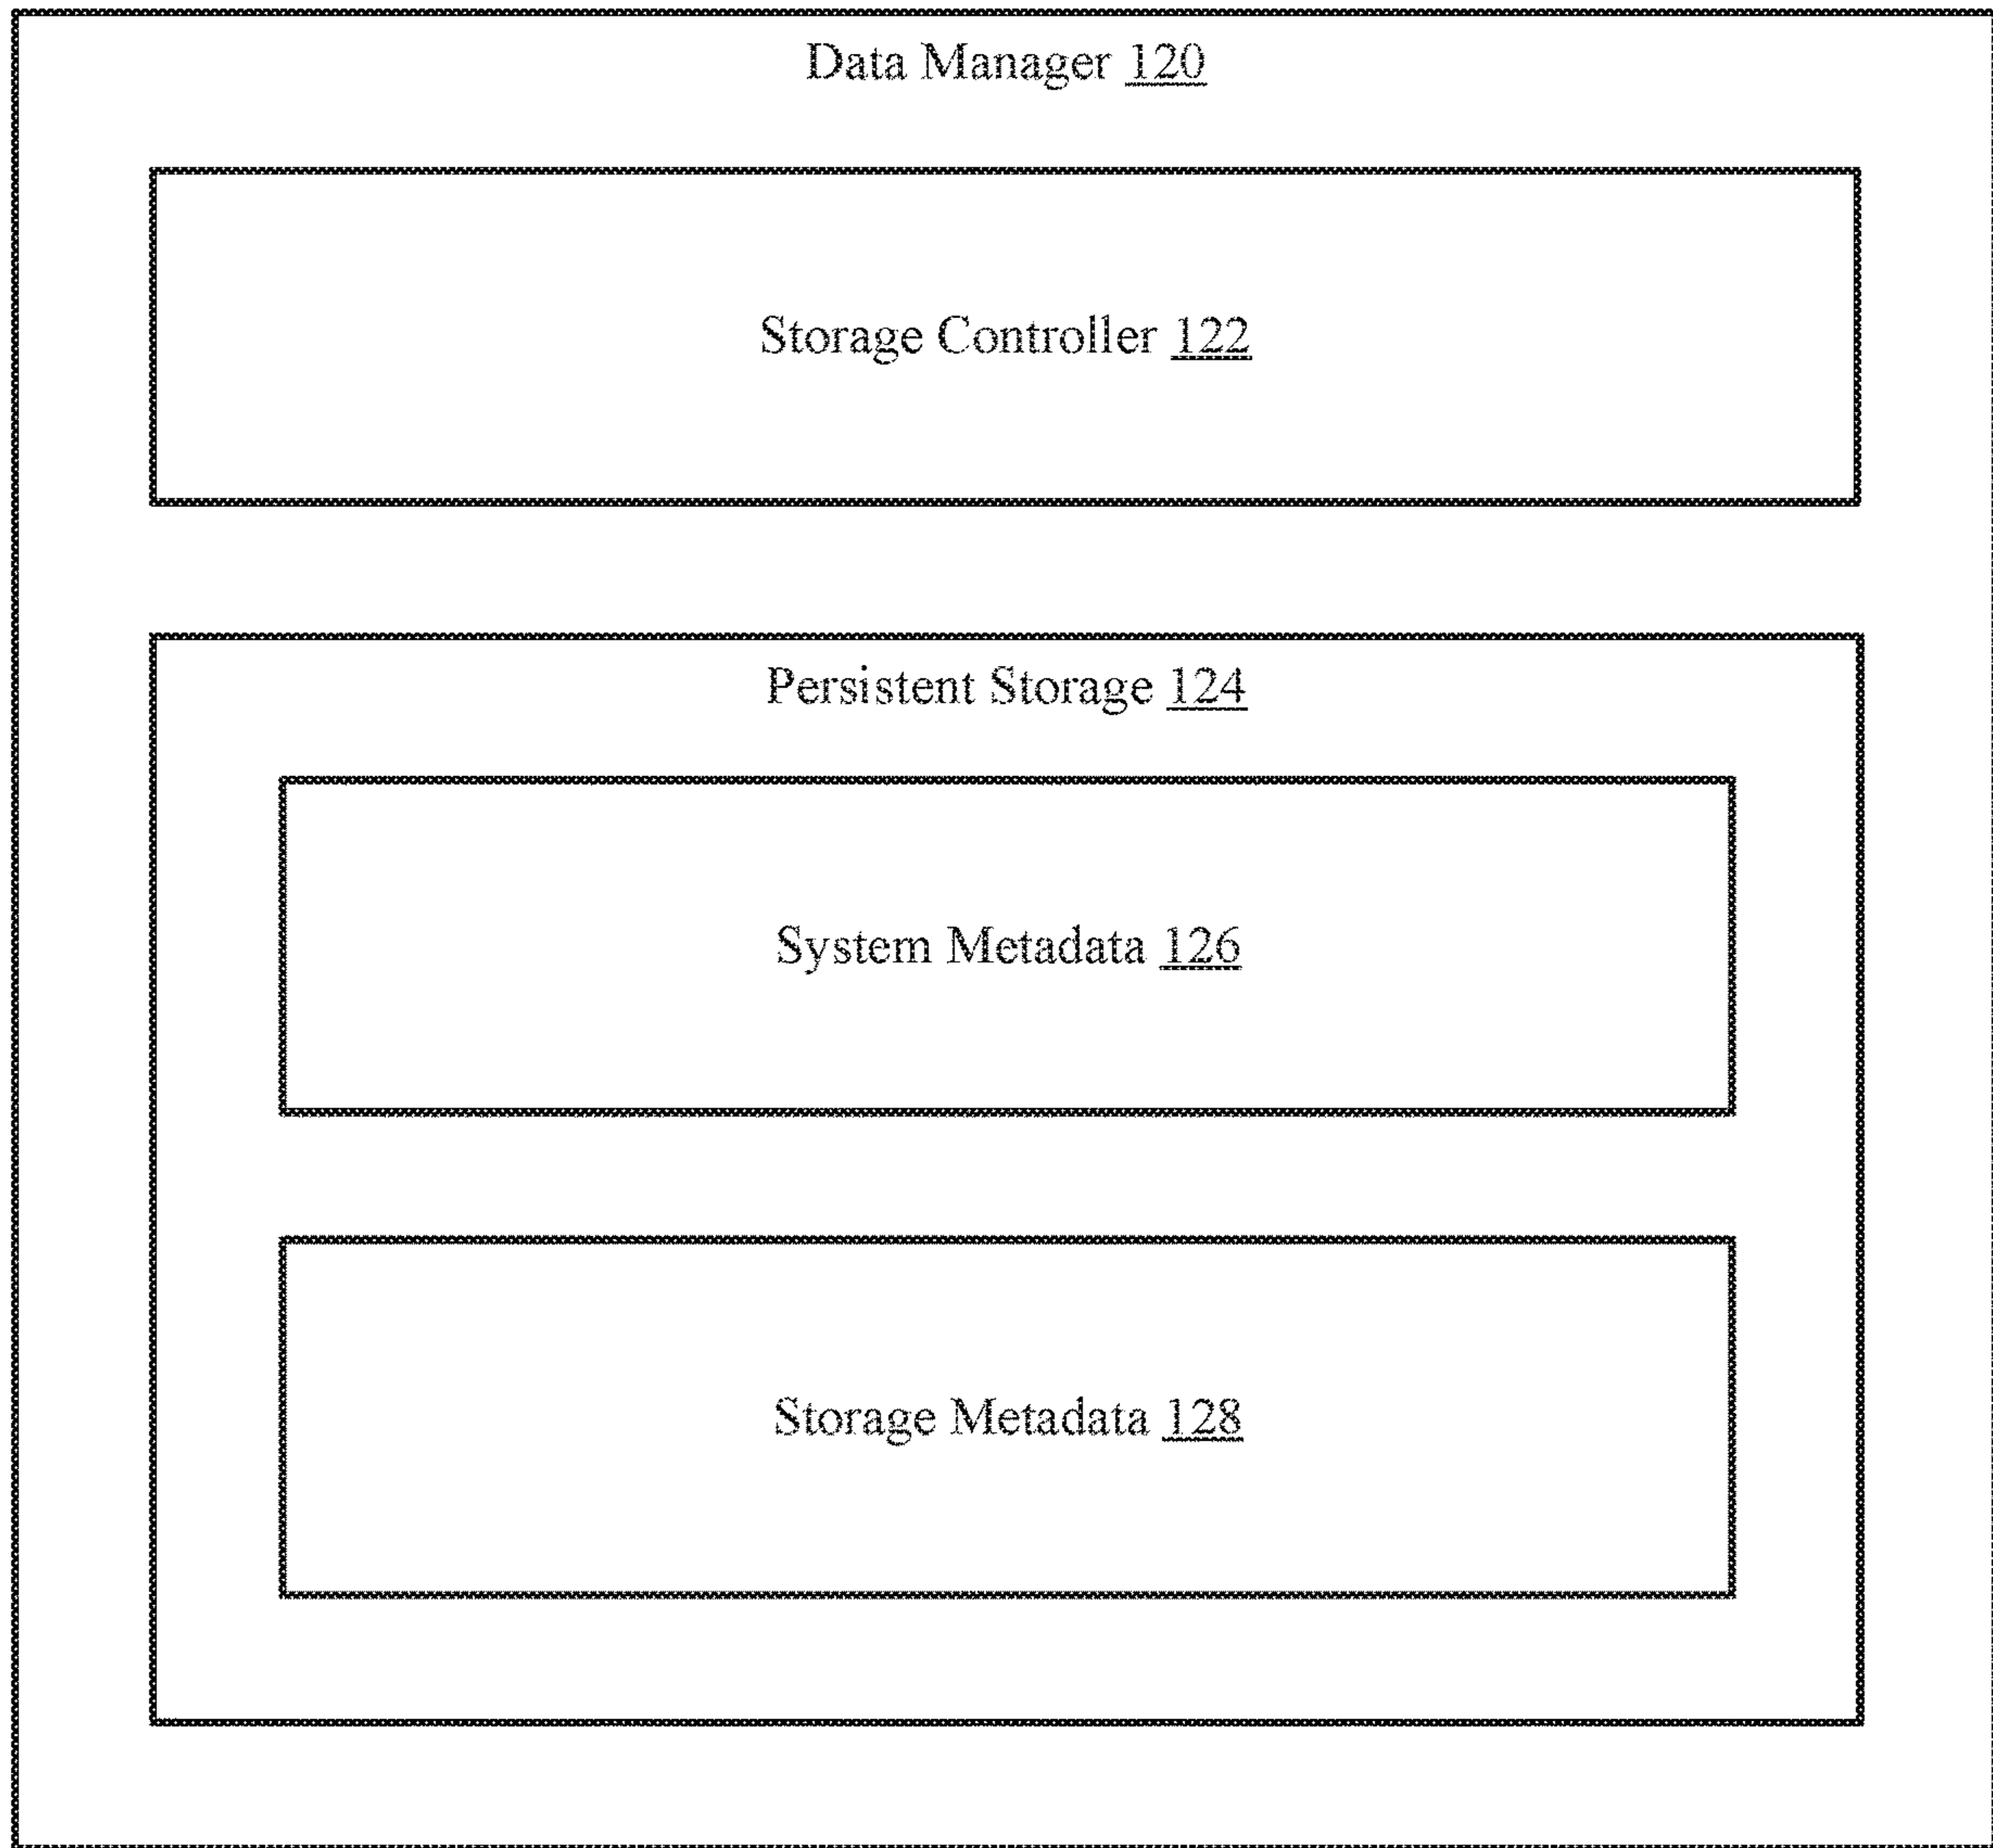 Data Manager 120
Storage Controller 122
Persistent Storage 124
System Metadata 126
Storage Metadata 128